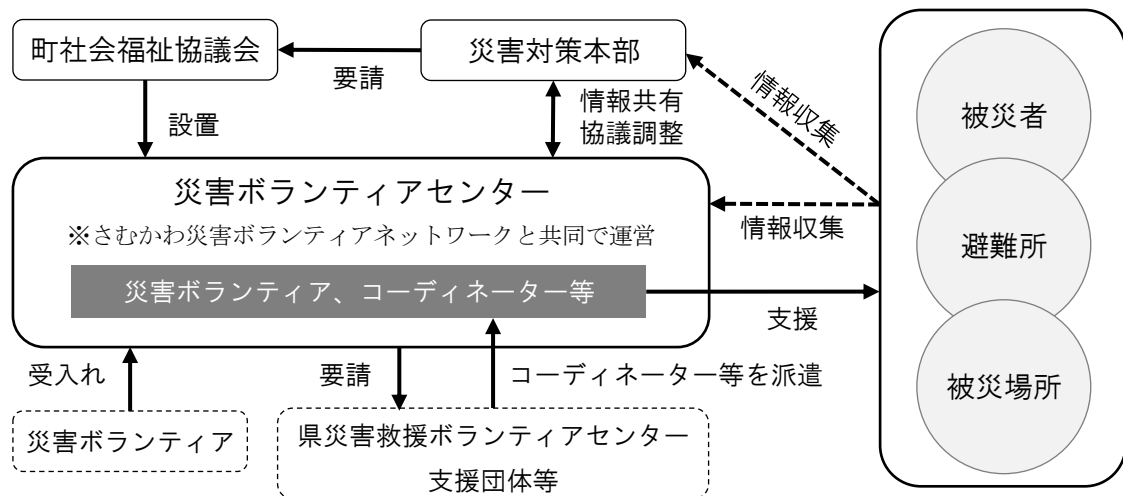 町社会福祉協議会
要請
災害対策本部
設置
情報共有
協議調整
情報収集
情報収集
災害ボランティアセンター
※さむかわ災害ボランティアネットワークと共同で運営
災害ボランティア、コーディネーター等
支援
被災者
避難所
被災場所
受入れ
要請
コーディネーター等を派遣
災害ボランティア
県災害救援ボランティアセンター
支援団体等